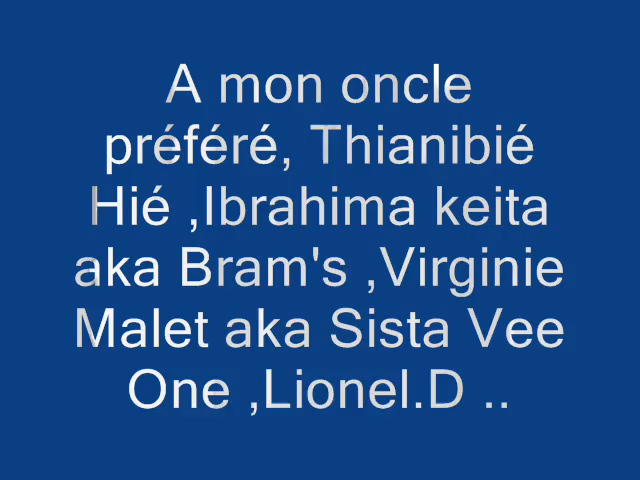 A mon oncle
préféré, Thianibié
Hié ,Ibrahima keita
aka Bram's ,Virginie
Malet aka Sista Vee
One ,Lionel.D ..